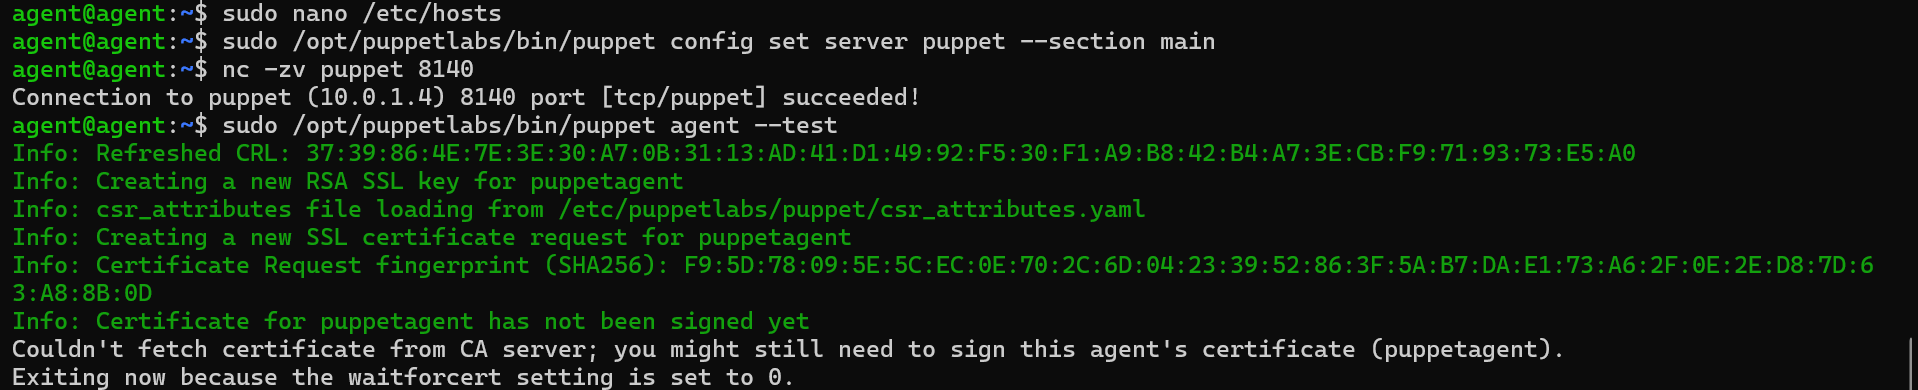 agent@agent:~$ sudo nano /etc/hosts
agent@agent:~$ sudo /opt/puppetlabs/bin/puppet config set server puppet --section main
agent@agent:~$ nc -zv puppet 8140
Connection to puppet (10.0.1.4) 8140 port [tcp/puppet] succeeded!
agent@agent:~$ sudo /opt/puppetlabs/bin/puppet agent --test
Info: Refreshed CRL: 37:39:86:4E:7E:3E:30:A7:0B:31:13:AD:41:D1:49:92:F5:30:F1:A9:B8:42:B4:A7:3E:CB:F9:71:93:73:E5:A0
Info: Creating a new RSA SSL key for puppetagent
Info: csr_attributes file loading from /etc/puppetlabs/puppet/csr_attributes.yaml
Info: Creating a new SSL certificate request for puppetagent
Info: Certificate Request fingerprint (SHA256): F9:5D:78:09:5E:5C:EC:0E:70:2C:6D:04:23:39:52:86:3F:5A:B7:DA:E1:73:A6:2F:0E:2E:D8:7D:6
3:A8:8B:0D
Info: Certificate for puppetagent has not been signed yet
Couldn't fetch certificate from CA server; you might still need to sign this agent's certificate (puppetagent).
Exiting now because the waitforcert setting is set to 0.